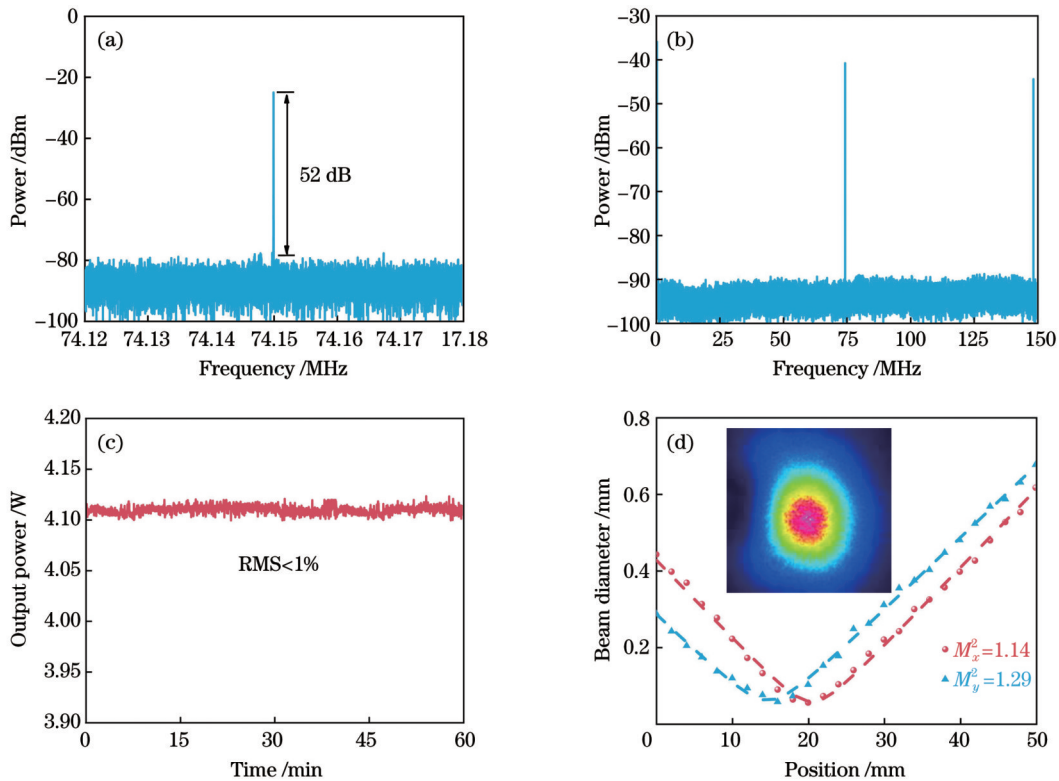 (a)
0
−20
−40
−60
−80
−100
Power /dBm
52 dB
74.12 74.13 74.14 74.15 74.16 74.17 17.18
Frequency /MHz
(b)
−30
−40
−50
−60
−70
−80
−90
−100
Power /dBm
0 25 50 75 100 125 150
Frequency /MHz
(c)
4.20
4.15
4.10
4.05
4.00
3.95
3.90
Output power /W
RMS<1%
0 15 30 45 60
Time /min
(d)
0.8
0.6
0.4
0.2
Beam diameter /mm
M²ₓ=1.14
M²ᵧ=1.29
0 10 20 30 40 50
Position /mm